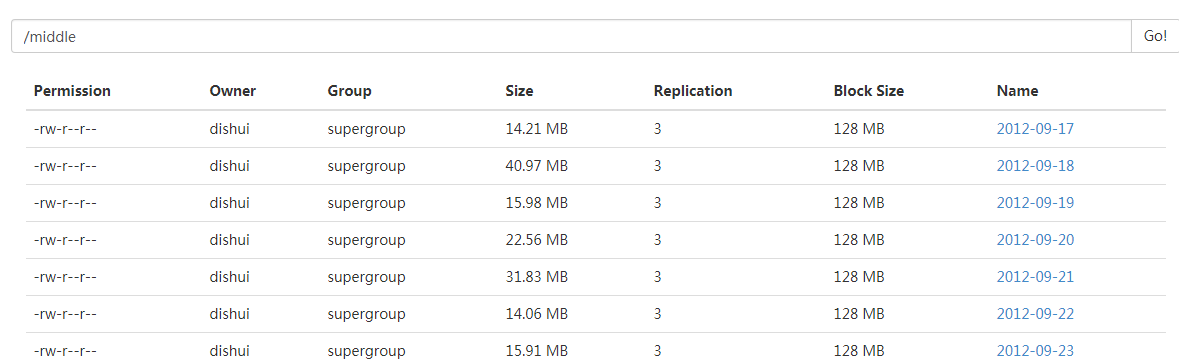 /middle Go!
Permission Owner Group Size Replication Block Size Name
-rw-r--r-- dishui supergroup 14.21 MB 3 128 MB 2012-09-17
-rw-r--r-- dishui supergroup 40.97 MB 3 128 MB 2012-09-18
-rw-r--r-- dishui supergroup 15.98 MB 3 128 MB 2012-09-19
-rw-r--r-- dishui supergroup 22.56 MB 3 128 MB 2012-09-20
-rw-r--r-- dishui supergroup 31.83 MB 3 128 MB 2012-09-21
-rw-r--r-- dishui supergroup 14.06 MB 3 128 MB 2012-09-22
-rw-r--r-- dishui supergroup 15.91 MB 3 128 MB 2012-09-23